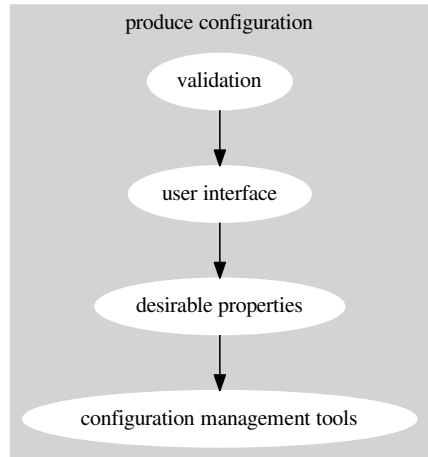 produce configuration
validation
user interface
desirable properties
configuration management tools